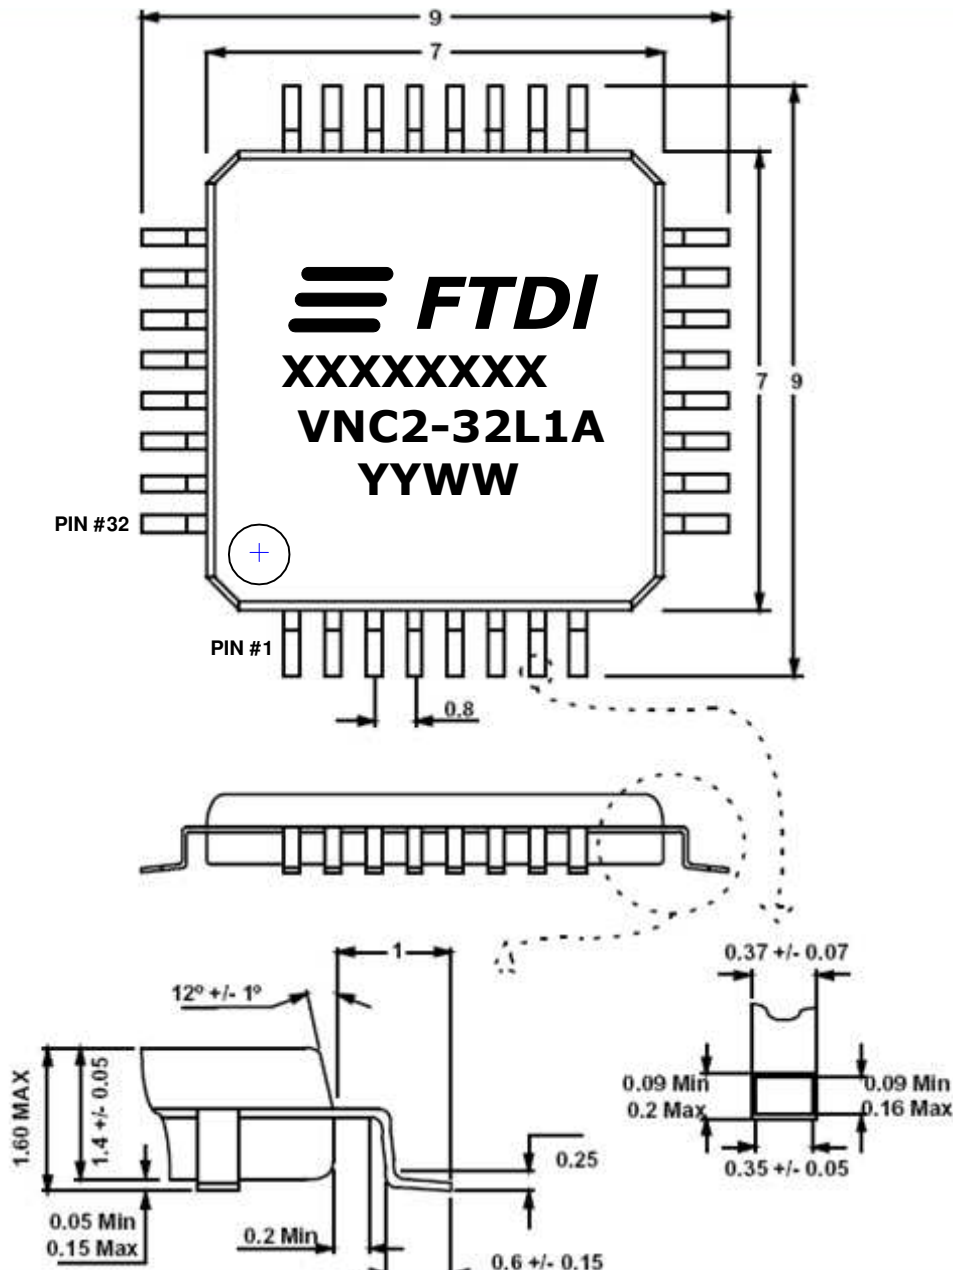 9
7
FTDI
XXXXXXXX
VNC2-32L1A
YYWW
7 9
PIN #32
PIN #1
0.8
1
0.37 +/- 0.07
12º +/- 1º
1.60 MAX
1.4 +/- 0.05
0.09 Min
0.2 Max
0.09 Min
0.16 Max
0.25
0.35 +/- 0.05
0.05 Min
0.15 Max
0.2 Min
0.6 +/- 0.15